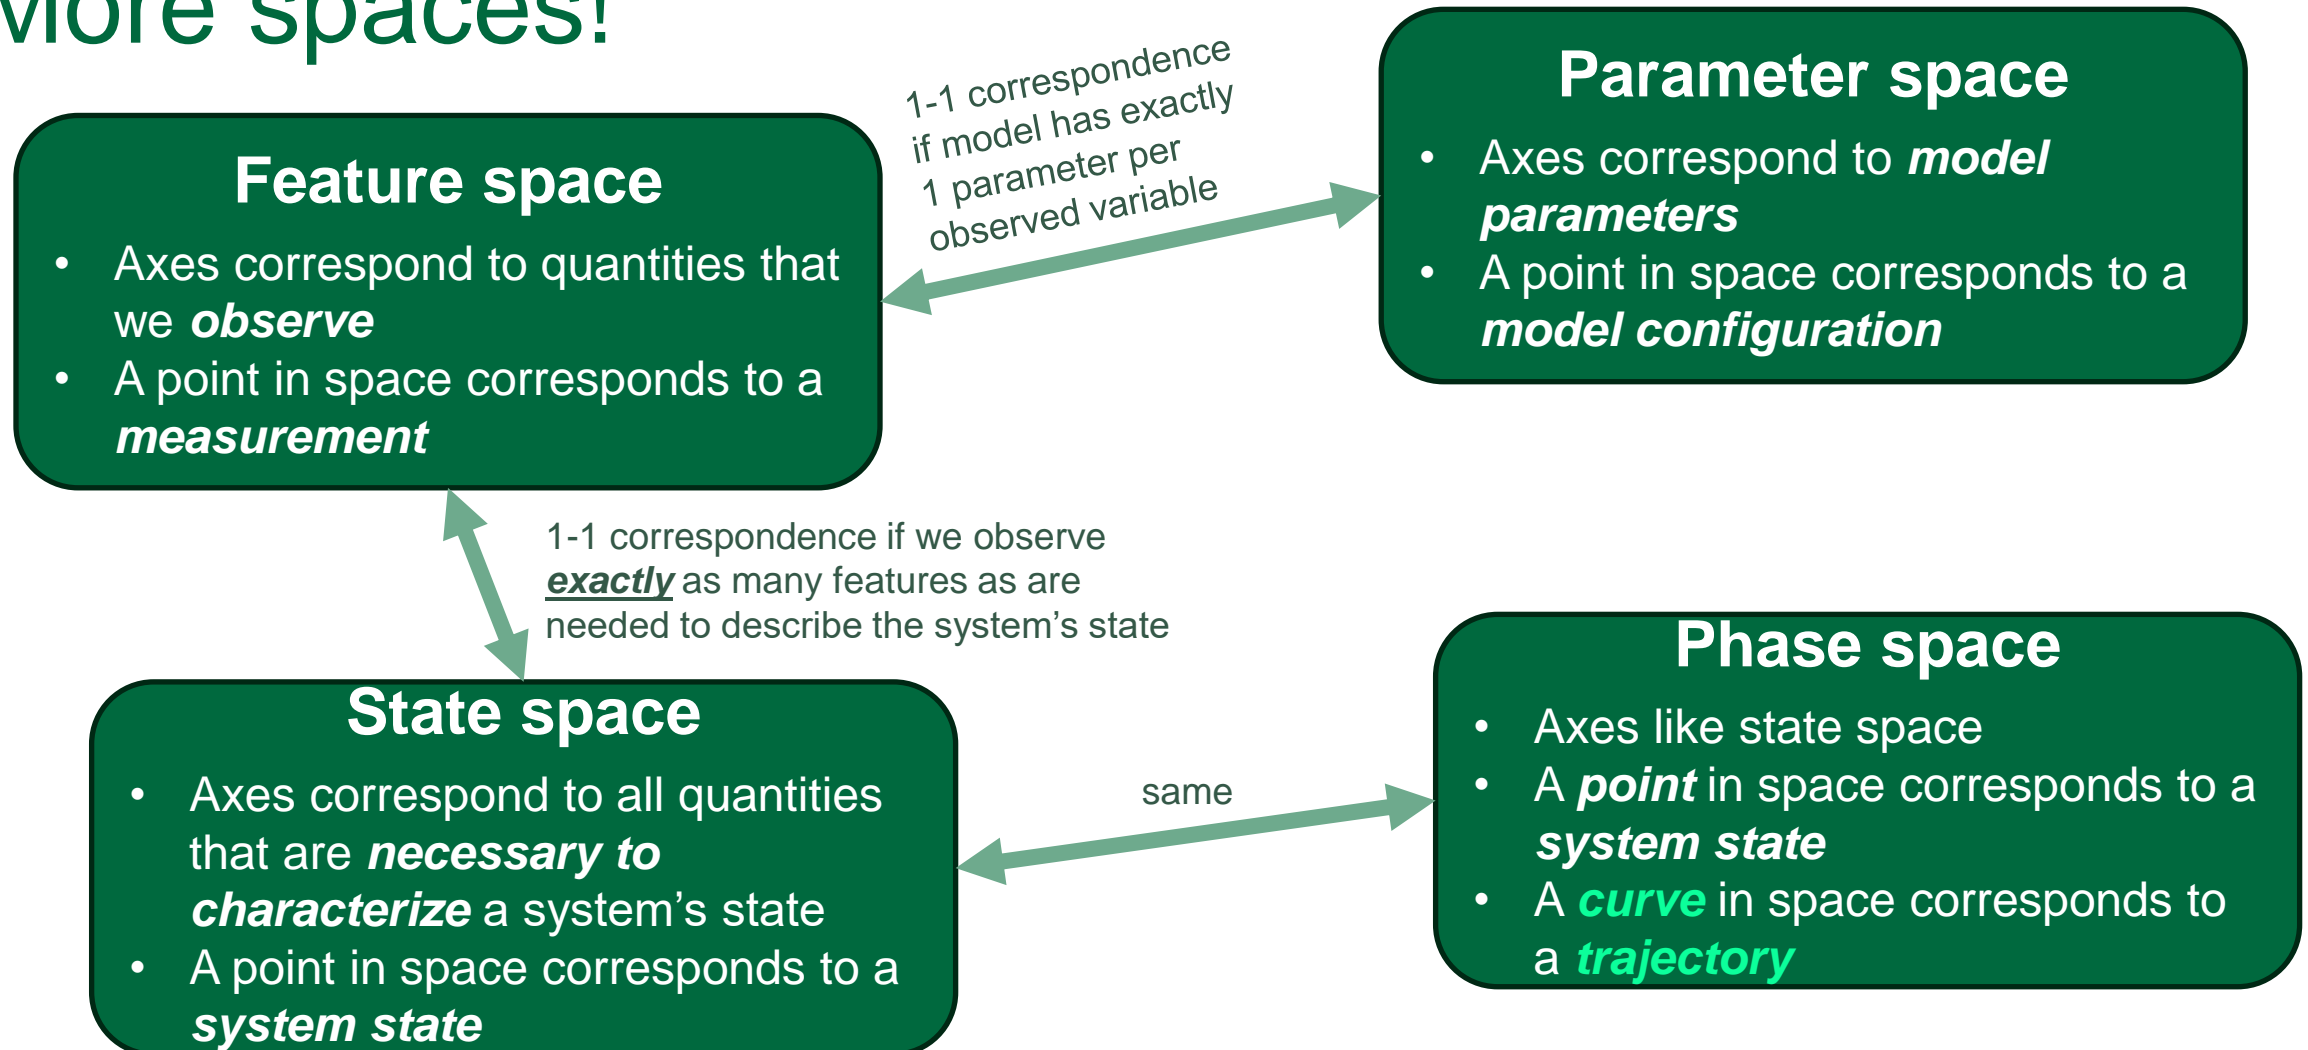 More spaces!
Feature space
• Axes correspond to quantities that
we observe
• A point in space corresponds to a
measurement
1-1 correspondence
if model has exactly
1 parameter per
observed variable
Parameter space
• Axes correspond to model
parameters
• A point in space corresponds to a
model configuration
1-1 correspondence if we observe
exactly as many features as are
needed to describe the system’s state
State space
• Axes correspond to all quantities
that are necessary to
characterize a system’s state
• A point in space corresponds to a
system state
same
Phase space
• Axes like state space
• A point in space corresponds to a
system state
• A curve in space corresponds to
a trajectory